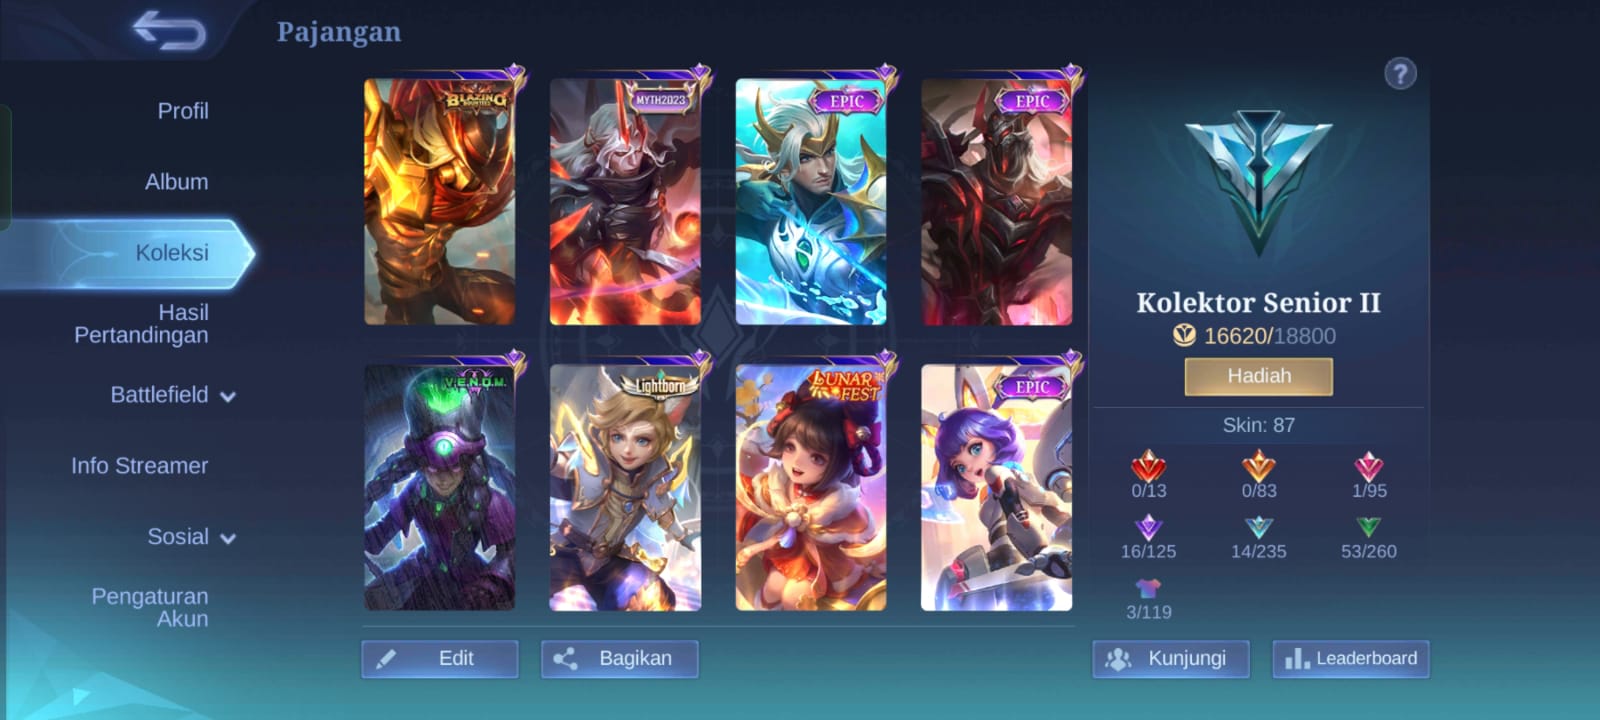 Pajangan
Profil
Album
Koleksi
Hasil
Pertandingan
Battlefield
Info Streamer
Sosial
Pengaturan
Akun
BLAZING
BOUNTIES
MYTH2023
EPIC
EPIC
V.E.N.O.M.
Lightborn
LUNAR
FEST
EPIC
Edit
Bagikan
?
Kolektor Senior II
16620/18800
Hadiah
Skin: 87
0/13
0/83
1/95
16/125
14/235
53/260
3/119
Kunjungi
Leaderboard